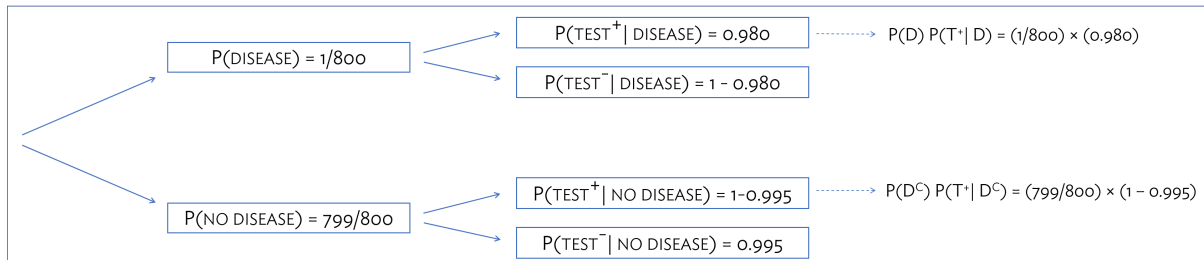 P(TEST⁺| DISEASE) = 0.980
P(D) P(T⁺| D) = (1/800) × (0.980)
P(DISEASE) = 1/800
P(TEST⁻| DISEASE) = 1 – 0.980
P(TEST⁺| NO DISEASE) = 1-0.995
P(Dᶜ) P(T⁺| Dᶜ) = (799/800) × (1 – 0.995)
P(NO DISEASE) = 799/800
P(TEST⁻| NO DISEASE) = 0.995